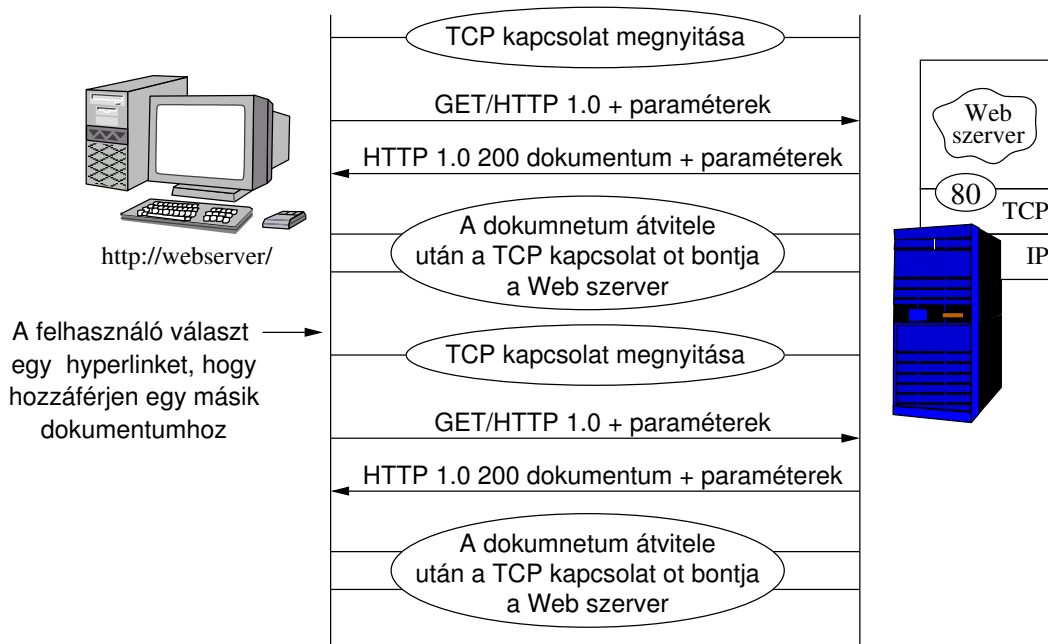 TCP kapcsolat megnyitása
GET/HTTP 1.0 + paraméterek
HTTP 1.0 200 dokumentum + paraméterek
Web
szerver
80
TCP
IP
http://webserver/
A dokumnetum átvitele
után a TCP kapcsolat ot bontja
a Web szerver
A felhasználó választ
egy hyperlinket, hogy
hozzáférjen egy másik
dokumentumhoz
TCP kapcsolat megnyitása
GET/HTTP 1.0 + paraméterek
HTTP 1.0 200 dokumentum + paraméterek
A dokumnetum átvitele
után a TCP kapcsolat ot bontja
a Web szerver